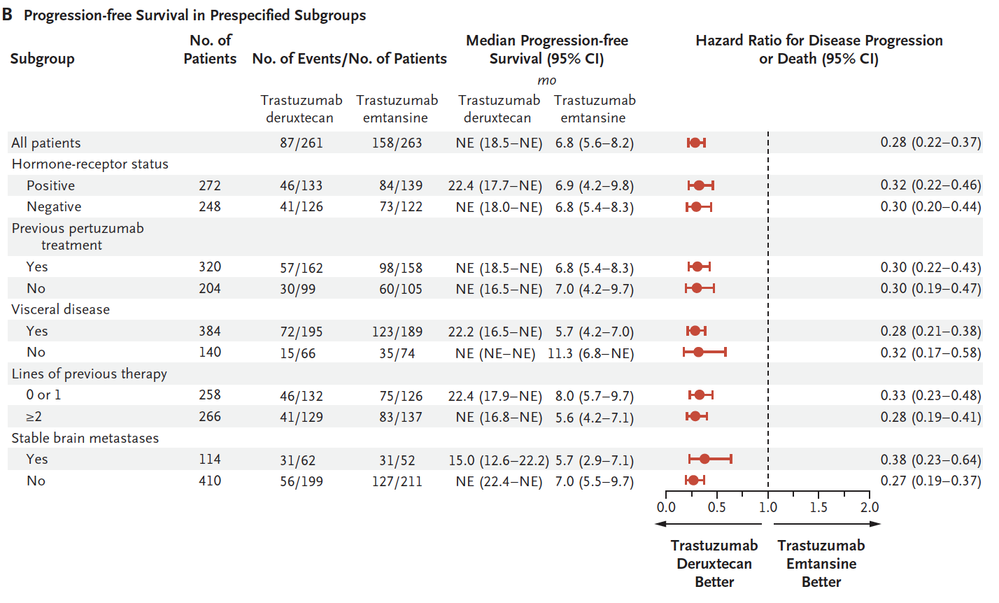 B Progression-free Survival in Prespecified Subgroups
Subgroup No. of Patients No. of Events/No. of Patients Median Progression-free Survival (95% CI) Hazard Ratio for Disease Progression or Death (95% CI)
mo
Trastuzumab deruxtecan Trastuzumab emtansine Trastuzumab deruxtecan Trastuzumab emtansine
All patients 87/261 158/263 NE (18.5–NE) 6.8 (5.6–8.2) 0.28 (0.22–0.37)
Hormone-receptor status
Positive 272 46/133 84/139 22.4 (17.7–NE) 6.9 (4.2–9.8) 0.32 (0.22–0.46)
Negative 248 41/126 73/122 NE (18.0–NE) 6.8 (5.4–8.3) 0.30 (0.20–0.44)
Previous pertuzumab
treatment
Yes 320 57/162 98/158 NE (18.5–NE) 6.8 (5.4–8.3) 0.30 (0.22–0.43)
No 204 30/99 60/105 NE (16.5–NE) 7.0 (4.2–9.7) 0.30 (0.19–0.47)
Visceral disease
Yes 384 72/195 123/189 22.2 (16.5–NE) 5.7 (4.2–7.0) 0.28 (0.21–0.38)
No 140 15/66 35/74 NE (NE–NE) 11.3 (6.8–NE) 0.32 (0.17–0.58)
Lines of previous therapy
0 or 1 258 46/132 75/126 22.4 (17.9–NE) 8.0 (5.7–9.7) 0.33 (0.23–0.48)
≥2 266 41/129 83/137 NE (16.8–NE) 5.6 (4.2–7.1) 0.28 (0.19–0.41)
Stable brain metastases
Yes 114 31/62 31/52 15.0 (12.6–22.2) 5.7 (2.9–7.1) 0.38 (0.23–0.64)
No 410 56/199 127/211 NE (22.4–NE) 7.0 (5.5–9.7) 0.27 (0.19–0.37)
0.0 0.5 1.0 1.5 2.0
Trastuzumab Deruxtecan Better Trastuzumab Emtansine Better